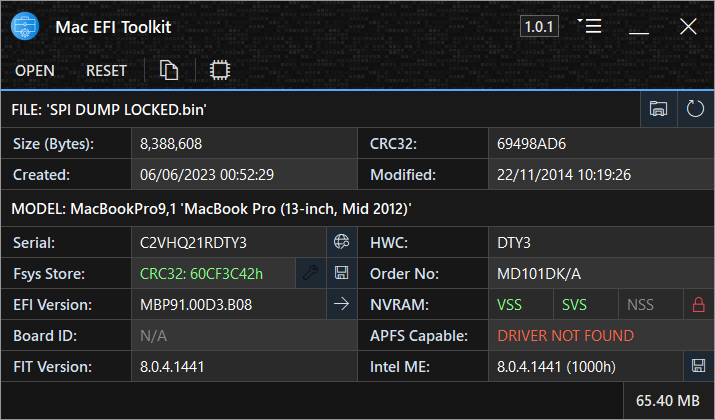 Mac EFI Toolkit 1.0.1
OPEN RESET
FILE: 'SPI DUMP LOCKED.bin'
Size (Bytes): 8,388,608 CRC32: 69498AD6
Created: 06/06/2023 00:52:29 Modified: 22/11/2014 10:19:26
MODEL: MacBookPro9,1 'MacBook Pro (13-inch, Mid 2012)'
Serial: C2VHQ21RDTY3 HWC: DTY3
Fsys Store: CRC32: 60CF3C42h Order No: MD101DK/A
EFI Version: MBP91.00D3.B08 NVRAM: VSS SVS NSS
Board ID: N/A APFS Capable: DRIVER NOT FOUND
FIT Version: 8.0.4.1441 Intel ME: 8.0.4.1441 (1000h)
65.40 MB